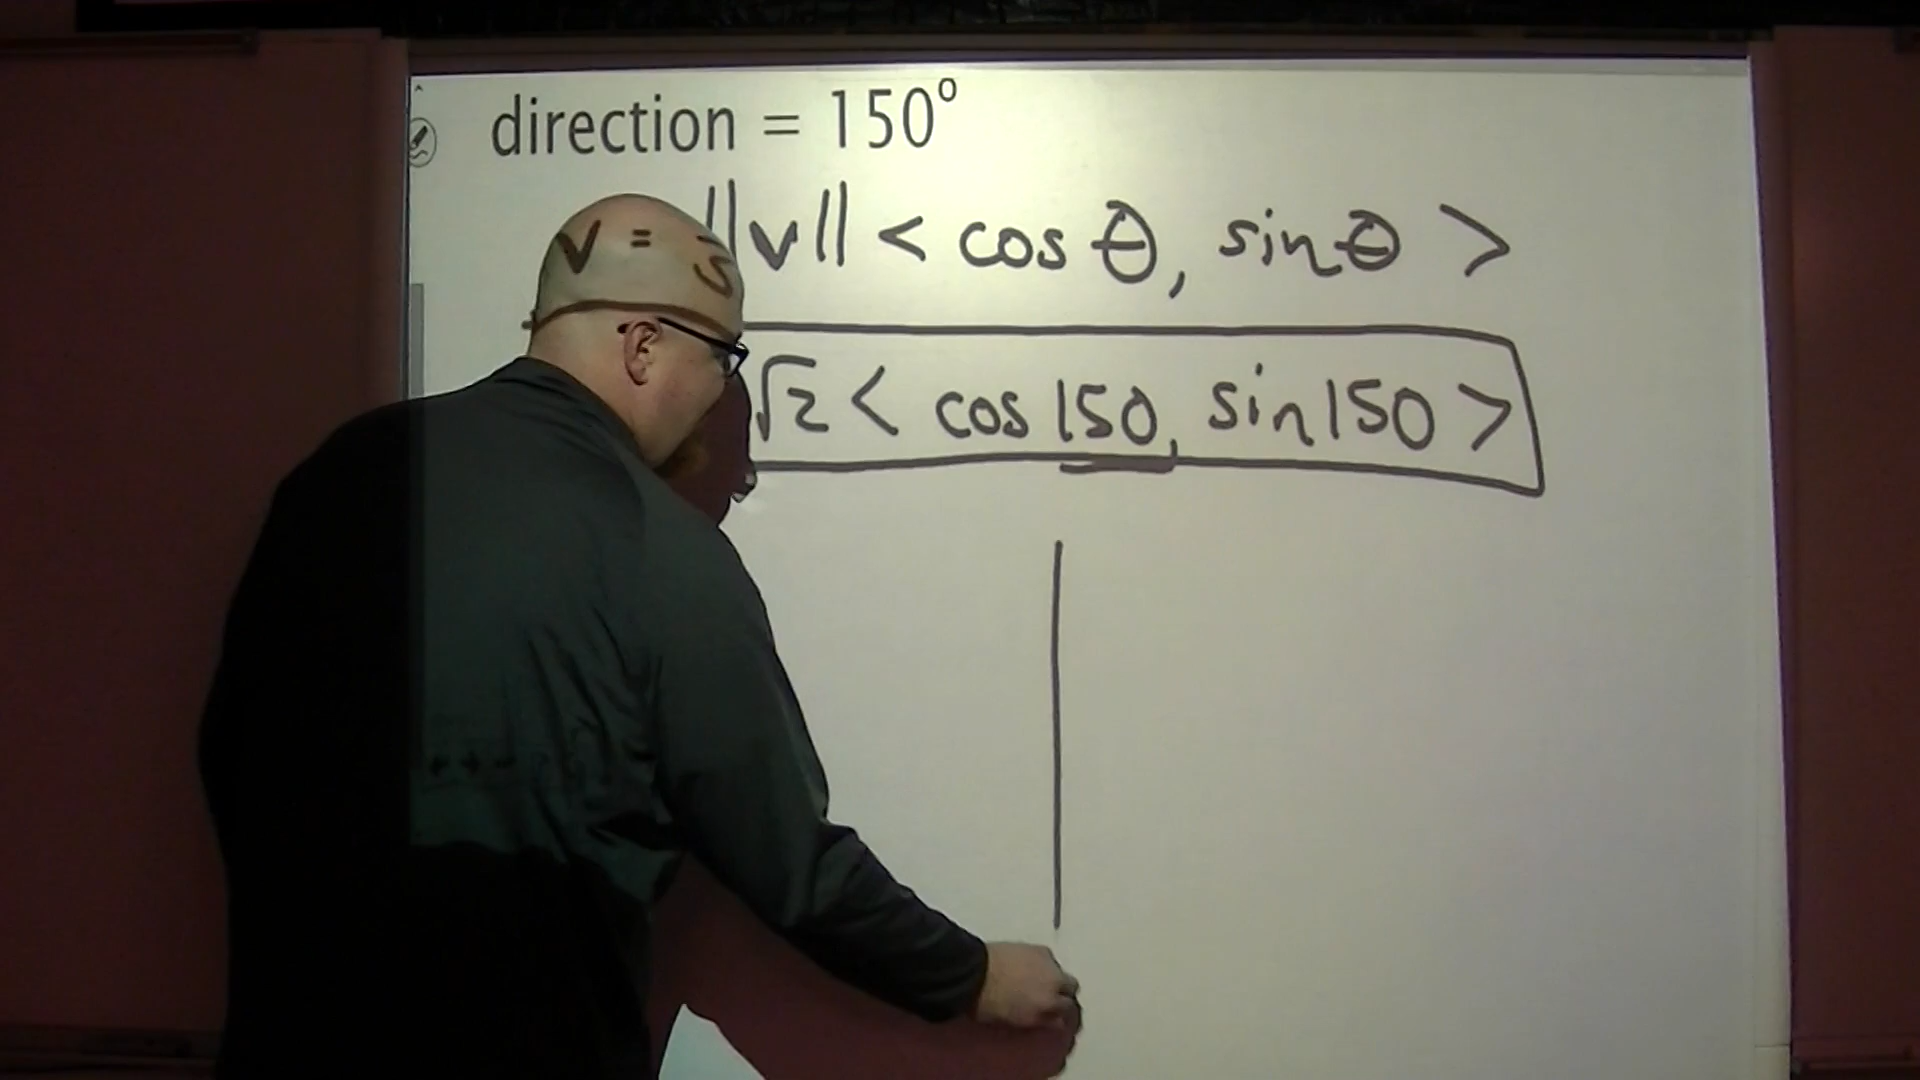 direction = 150°
v = ||v|| < cos θ, sin θ >
√2 < cos 150, sin 150 >